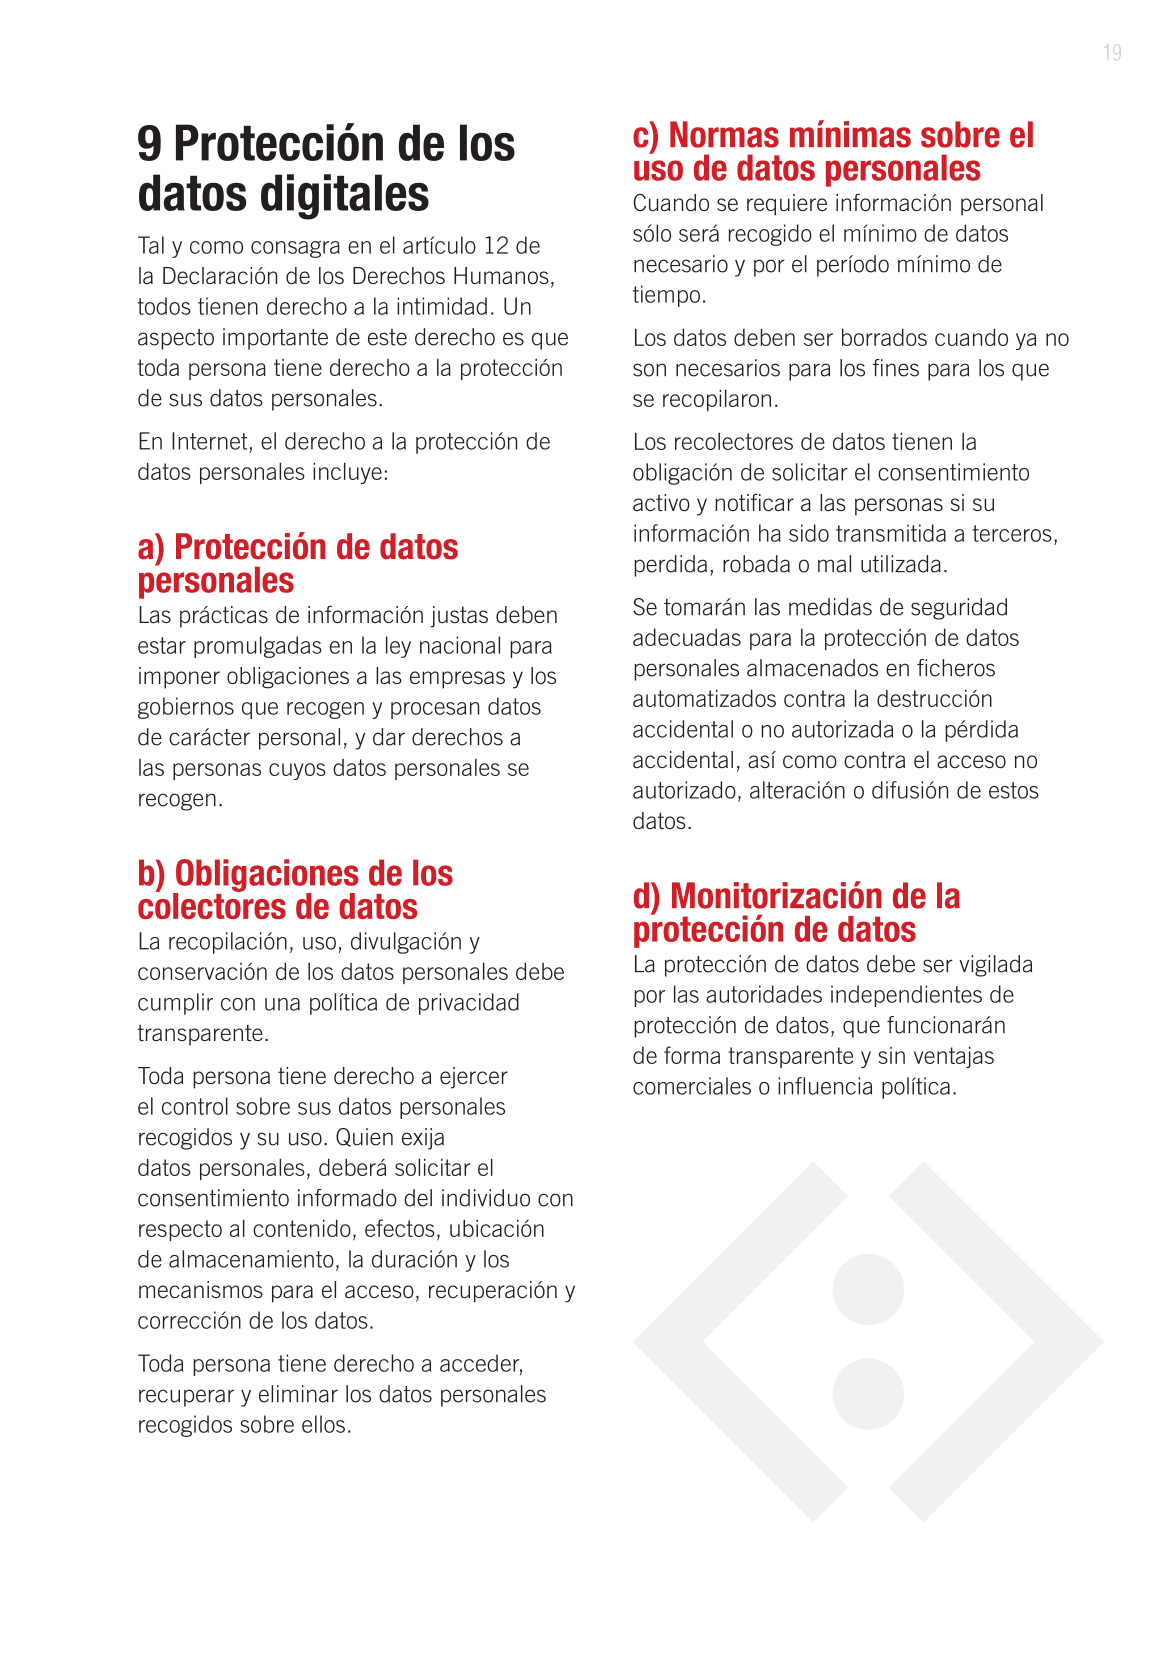 19
9 Protección de los
datos digitales
Tal y como consagra en el artículo 12 de
la Declaración de los Derechos Humanos,
todos tienen derecho a la intimidad. Un
aspecto importante de este derecho es que
toda persona tiene derecho a la protección
de sus datos personales.
En Internet, el derecho a la protección de
datos personales incluye:
a) Protección de datos
personales
Las prácticas de información justas deben
estar promulgadas en la ley nacional para
imponer obligaciones a las empresas y los
gobiernos que recogen y procesan datos
de carácter personal, y dar derechos a
las personas cuyos datos personales se
recogen.
b) Obligaciones de los
colectores de datos
La recopilación, uso, divulgación y
conservación de los datos personales debe
cumplir con una política de privacidad
transparente.
Toda persona tiene derecho a ejercer
el control sobre sus datos personales
recogidos y su uso. Quien exija
datos personales, deberá solicitar el
consentimiento informado del individuo con
respecto al contenido, efectos, ubicación
de almacenamiento, la duración y los
mecanismos para el acceso, recuperación y
corrección de los datos.
Toda persona tiene derecho a acceder,
recuperar y eliminar los datos personales
recogidos sobre ellos.
c) Normas mínimas sobre el
uso de datos personales
Cuando se requiere información personal
sólo será recogido el mínimo de datos
necesario y por el período mínimo de
tiempo.
Los datos deben ser borrados cuando ya no
son necesarios para los fines para los que
se recopilaron.
Los recolectores de datos tienen la
obligación de solicitar el consentimiento
activo y notificar a las personas si su
información ha sido transmitida a terceros,
perdida, robada o mal utilizada.
Se tomarán las medidas de seguridad
adecuadas para la protección de datos
personales almacenados en ficheros
automatizados contra la destrucción
accidental o no autorizada o la pérdida
accidental, así como contra el acceso no
autorizado, alteración o difusión de estos
datos.
d) Monitorización de la
protección de datos
La protección de datos debe ser vigilada
por las autoridades independientes de
protección de datos, que funcionarán
de forma transparente y sin ventajas
comerciales o influencia política.